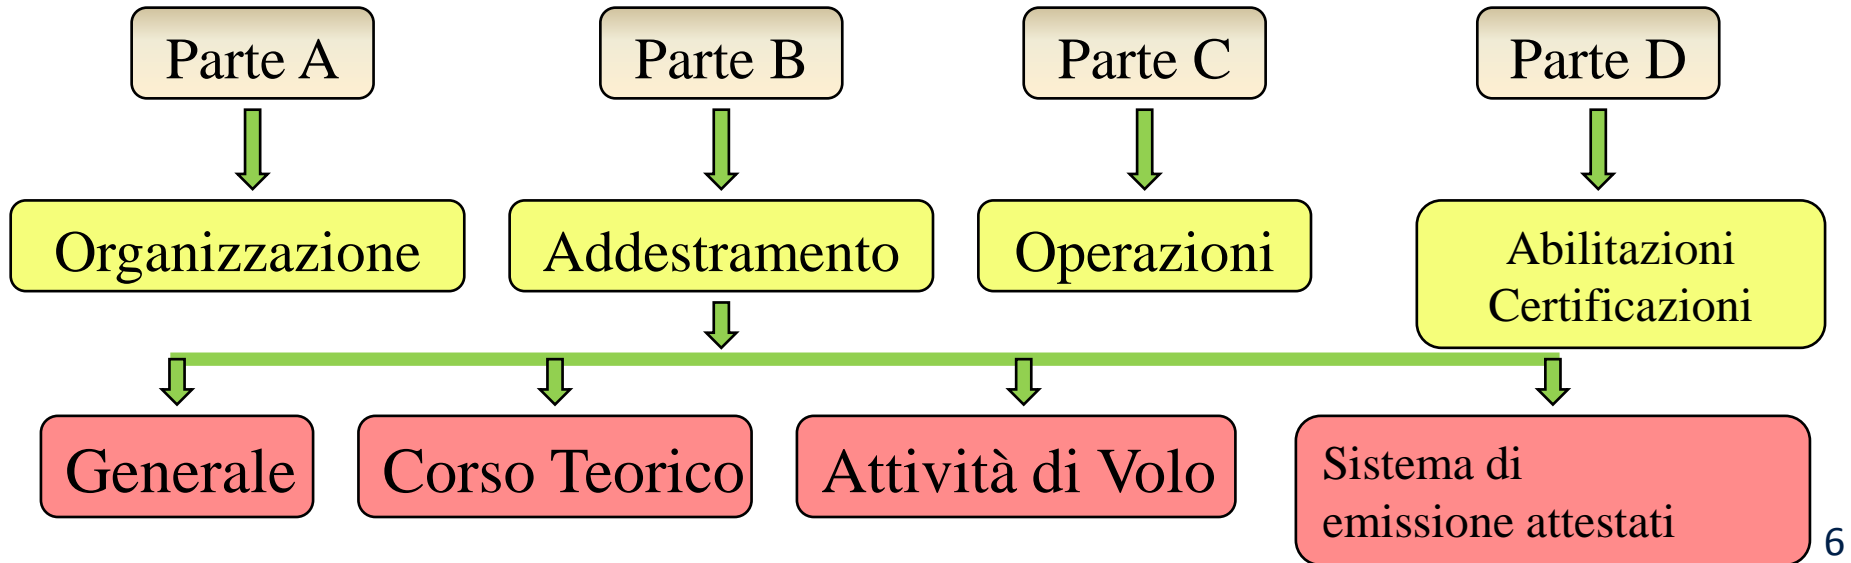 Parte A
Parte B
Parte C
Parte D
Organizzazione
Addestramento
Operazioni
Abilitazioni
Certificazioni
Generale
Corso Teorico
Attività di Volo
Sistema di
emissione attestati
6